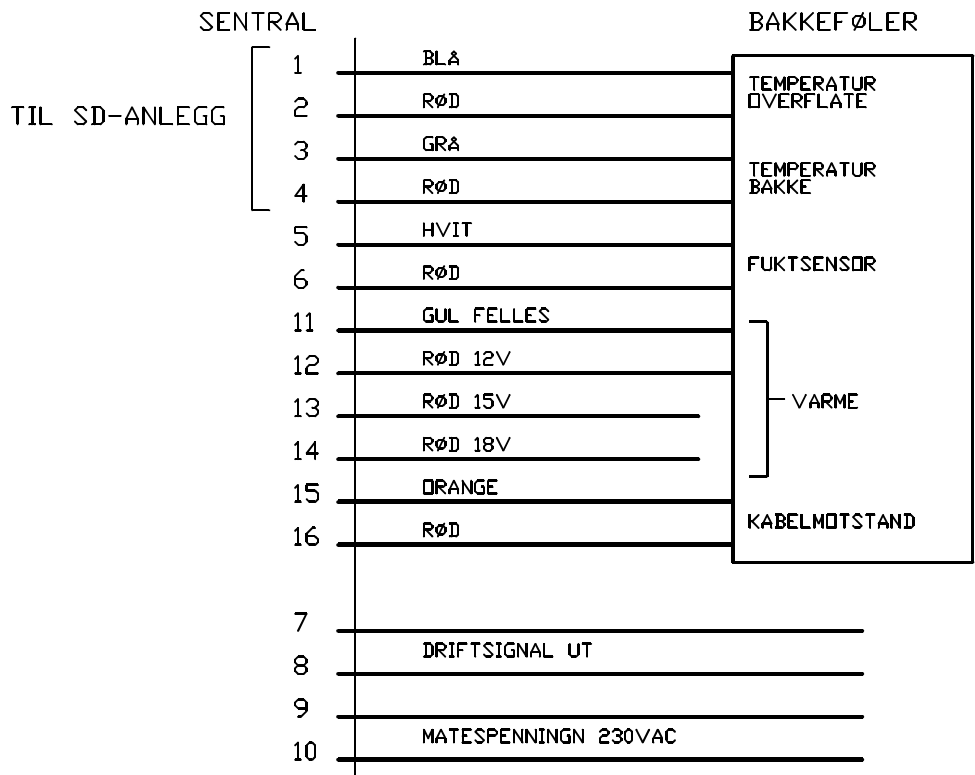 SENTRAL BAKKEFØLER
1 BLÅ
TEMPERATUR
OVERFLATE
2 RØD
TIL SD-ANLEGG
3 GRÅ
TEMPERATUR
BAKKE
4 RØD
5 HVIT
FUKTSENSOR
6 RØD
11 GUL FELLES
12 RØD 12V
13 RØD 15V
VARME
14 RØD 18V
15 ORANGE
KABELMOTSTAND
16 RØD
7
DRIFTSIGNAL UT
8
9
MATESPENNINGN 230VAC
10